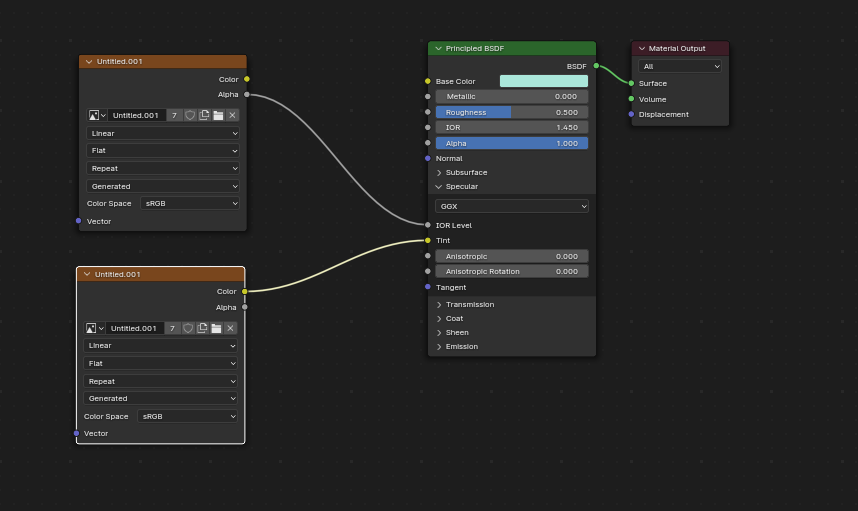 Untitled.001
Color
Alpha
Untitled.001 7
Linear
Flat
Repeat
Generated
Color Space sRGB
Vector
Untitled.001
Color
Alpha
Untitled.001 7
Linear
Flat
Repeat
Generated
Color Space sRGB
Vector
Principled BSDF
BSDF
Base Color
Metallic 0.000
Roughness 0.500
IOR 1.450
Alpha 1.000
Normal
Subsurface
Specular
GGX
IOR Level
Tint
Anisotropic 0.000
Anisotropic Rotation 0.000
Tangent
Transmission
Coat
Sheen
Emission
Material Output
All
Surface
Volume
Displacement